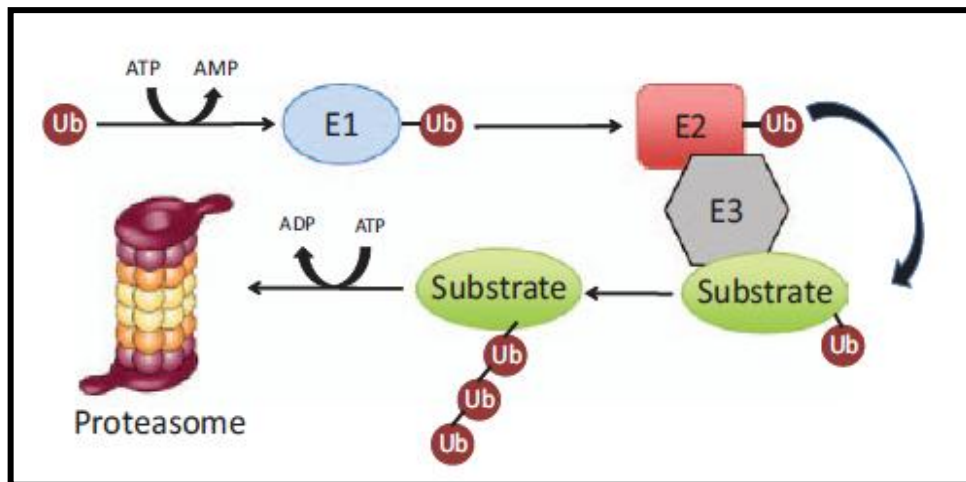 ATP AMP
Ub E1 Ub E2 Ub
E3
ADP ATP
Substrate Substrate
Ub Ub
Ub
Ub
Proteasome